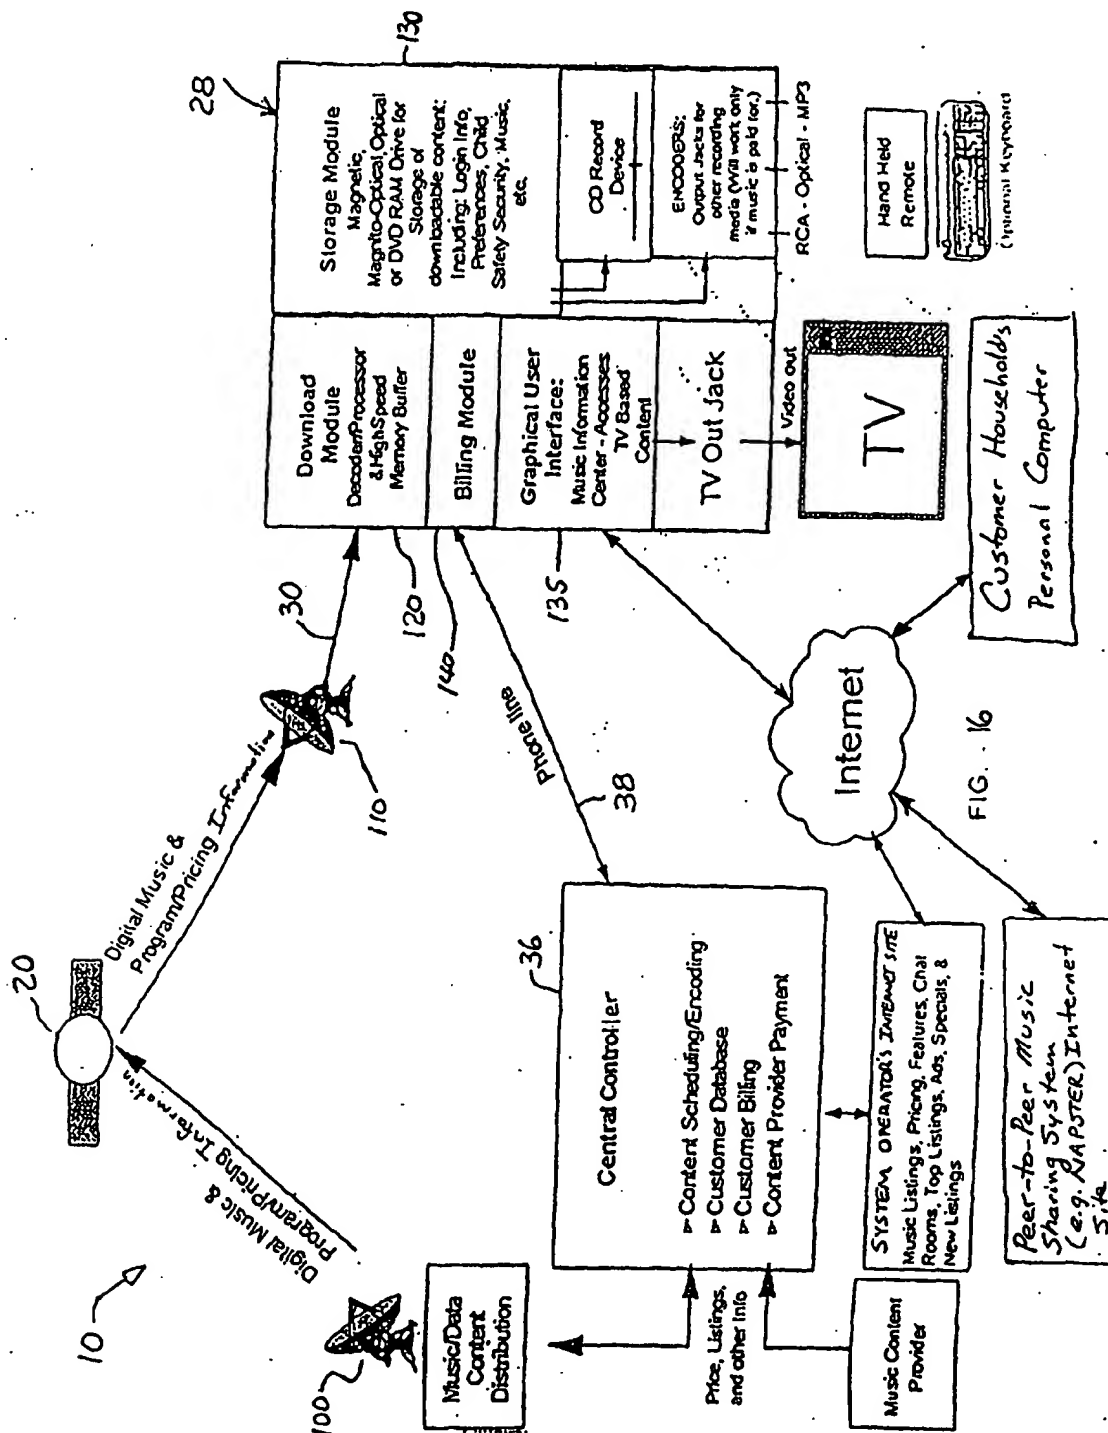 10
20
Digital Music &
Program/Pricing Information
Digital Music &
Program/Pricing Information
100
Music/Data
Content
Distribution
110
30
28
130
Download
Module
Decoder/Processor
& High Speed
Memory Buffer
120
Billing Module
140
Graphical User
Interface:
Music Information
Center - Accesses
TV Based
Content
135
TV Out Jack
Video out
TV
Storage Module
Magnetic,
Magnito-Optical, Optical
or DVD RAM Drive for
Storage of
downloadable content:
Including: Login Info,
Preferences, Child
Safety Security, Music,
etc.
CD Record
Device
ENCODERS:
Output Jacks for
other recording
media (Will work only
if music is paid for.)
RCA - Optical - MP3
Hand Held
Remote
Optional Keyboard
Phone line
38
36
Central Controller
▹ Content Scheduling/Encoding
▹ Customer Database
▹ Customer Billing
▹ Content Provider Payment
Price, Listings,
and other Info
Music Content
Provider
SYSTEM OPERATOR'S INTERNET SITE
Music Listings, Pricing, Features, Chat
Rooms, Top Listings, Ads, Specials, &
New Listings
Peer-to-Peer Music
Sharing System
(e.g. NAPSTER) Internet
Site
Internet
Customer Household's
Personal Computer
FIG. 16